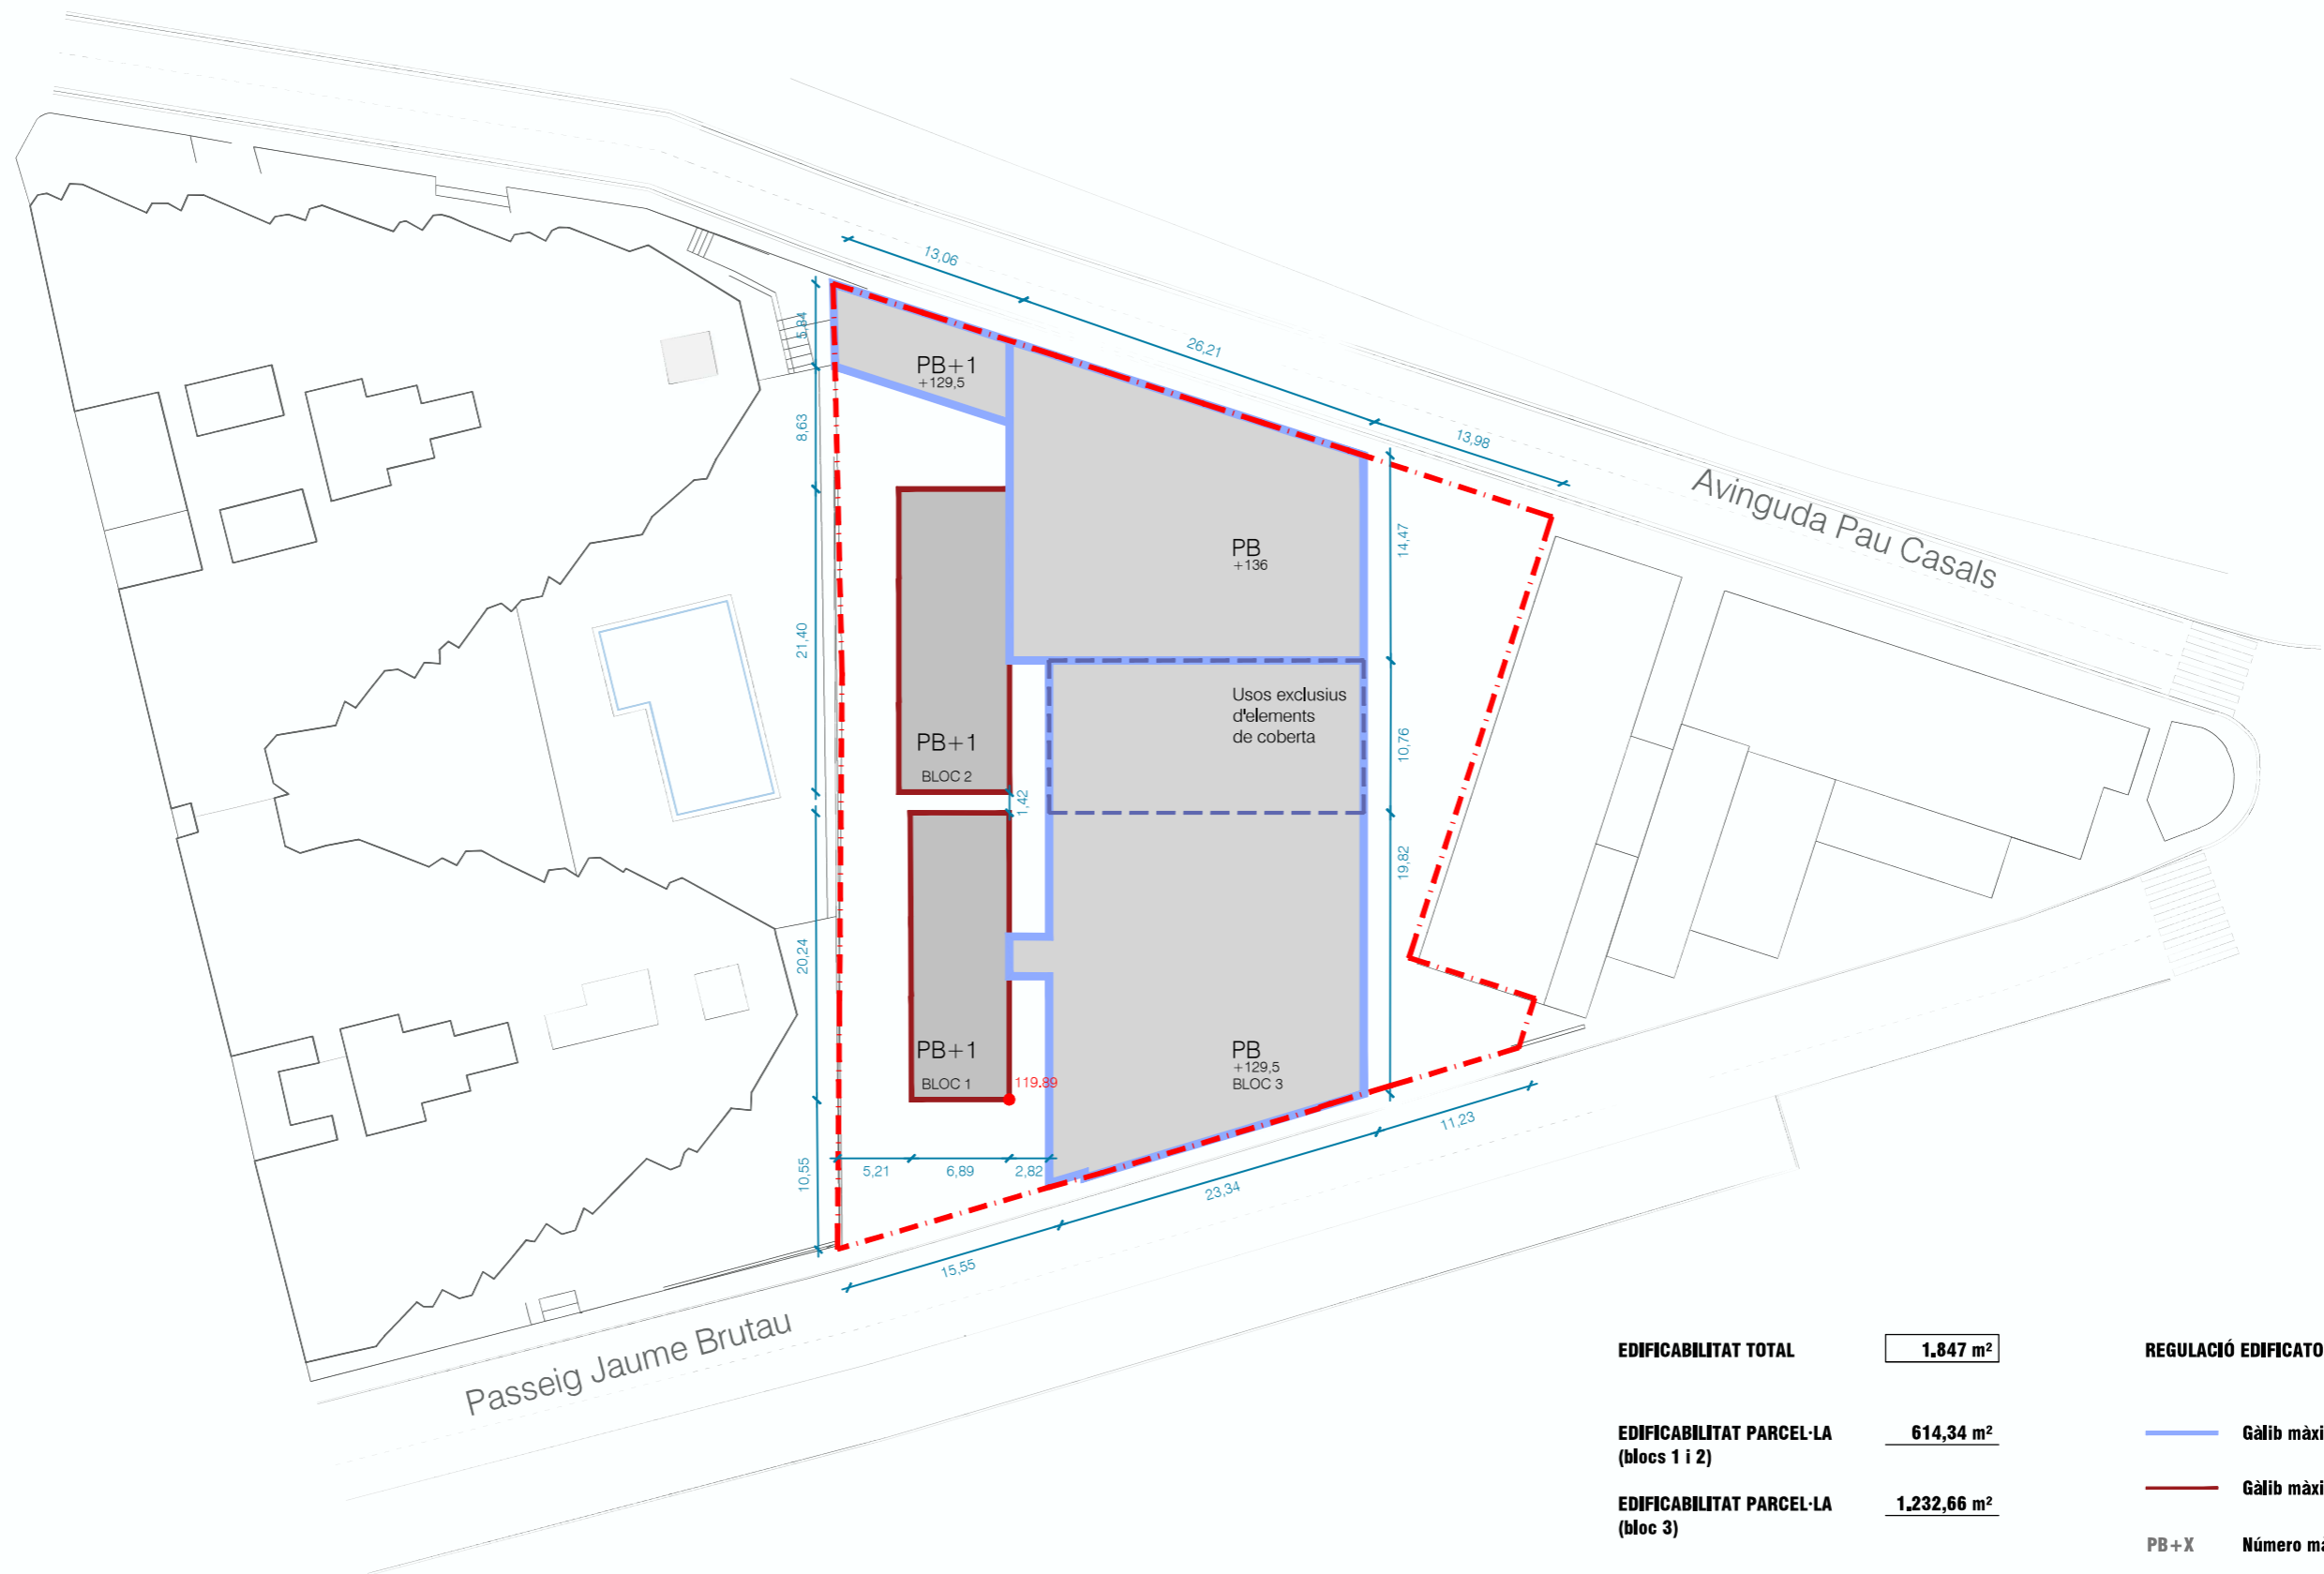 13,06
26,21
13,98
5,84
8,63
21,40
20,24
10,55
PB+1
+129,5
PB
+136
Avinguda Pau Casals
14,47
10,76
19,82
Usos exclusius
d'elements
de coberta
PB+1
BLOC 2
1,42
PB+1
BLOC 1
119.89
PB
+129,5
BLOC 3
5,21
6,89
2,82
11,23
23,34
15,55
Passeig Jaume Brutau
EDIFICABILITAT TOTAL 1.847 m²
EDIFICABILITAT PARCEL·LA 614,34 m²
(blocs 1 i 2)
EDIFICABILITAT PARCEL·LA 1.232,66 m²
(bloc 3)
REGULACIÓ EDIFICATO
Gàlib màxi
Gàlib màxi
PB+X Número ma